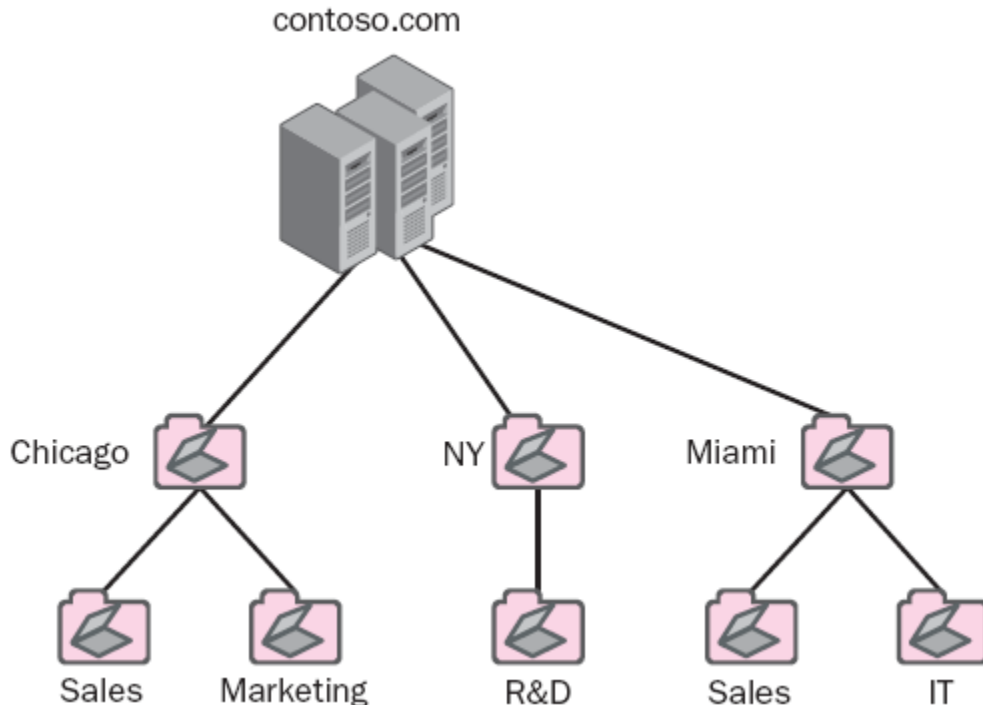 contoso.com
Chicago
NY
Miami
Sales
Marketing
R&D
Sales
IT